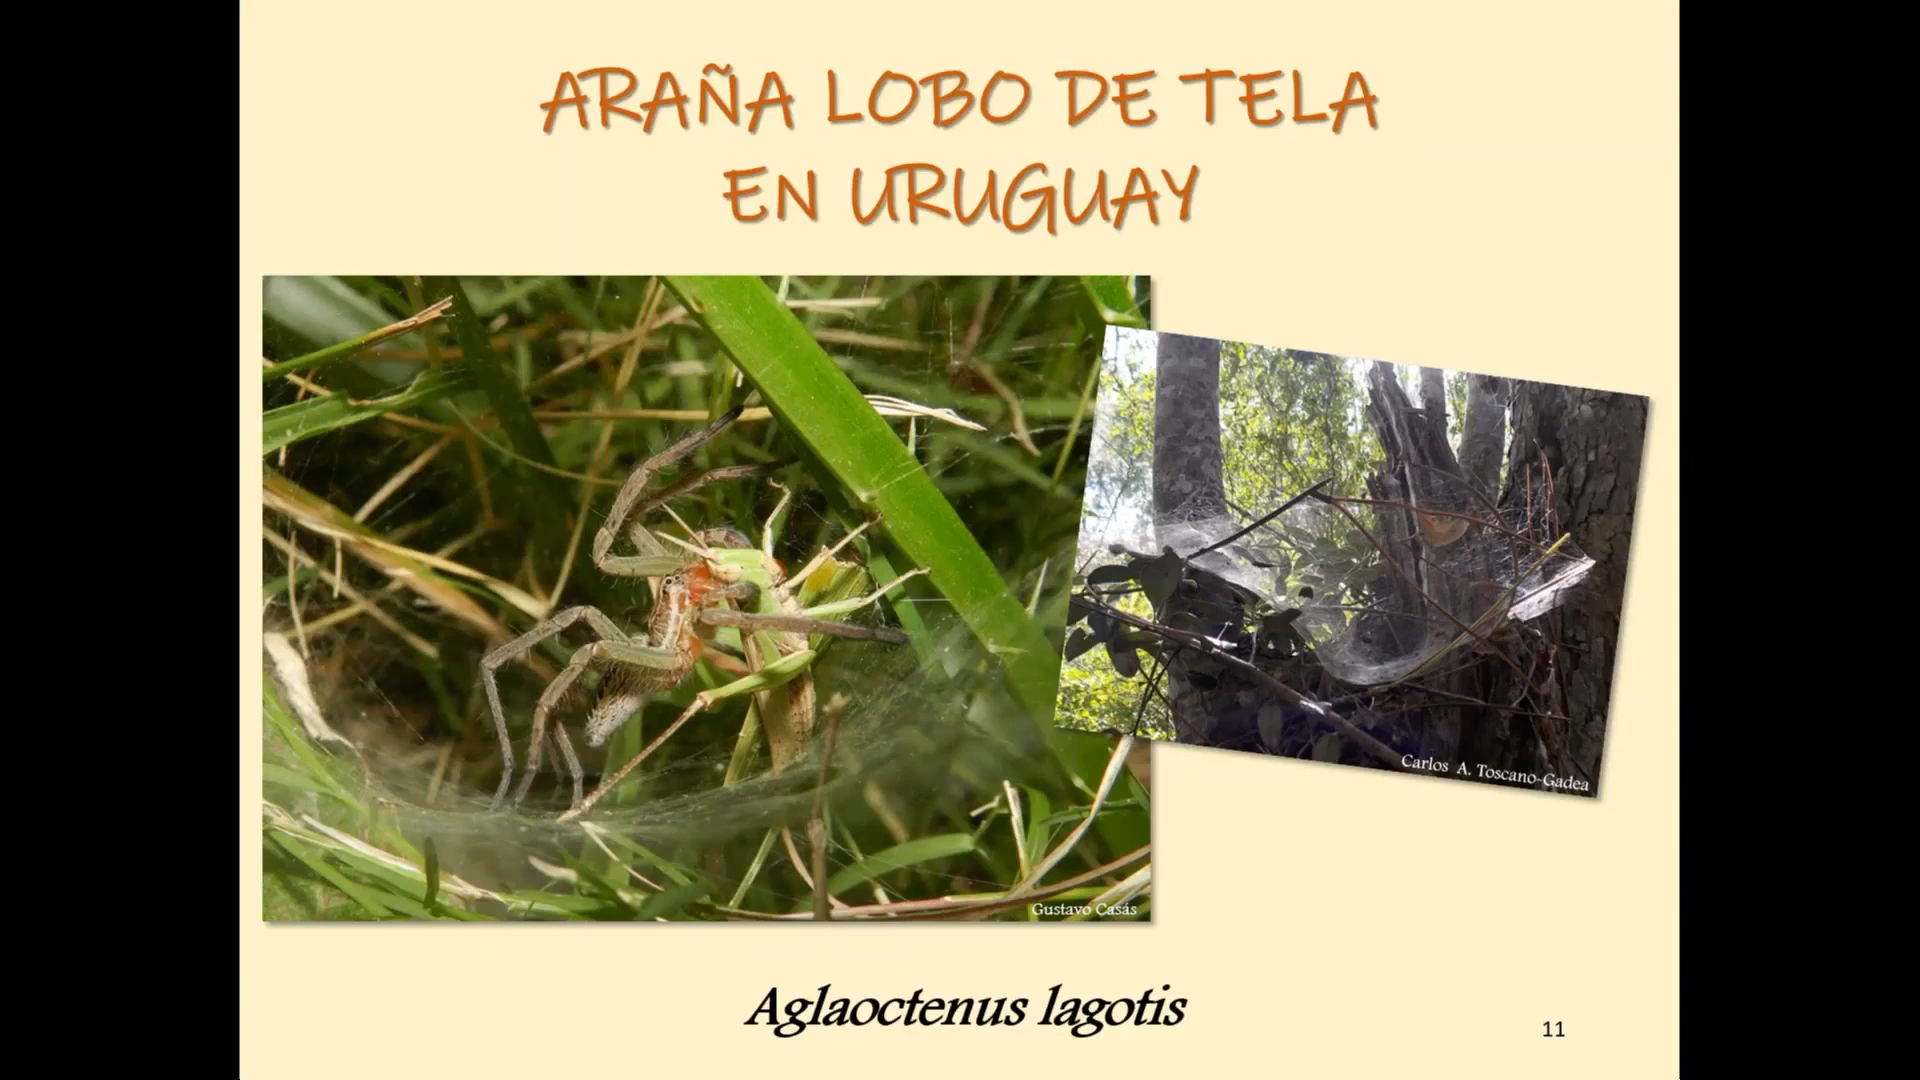 ARAÑA LOBO DE TELA
EN URUGUAY
Carlos A. Toscano-Gadea
Gustavo Casás
Aglaoctenus lagotis
11